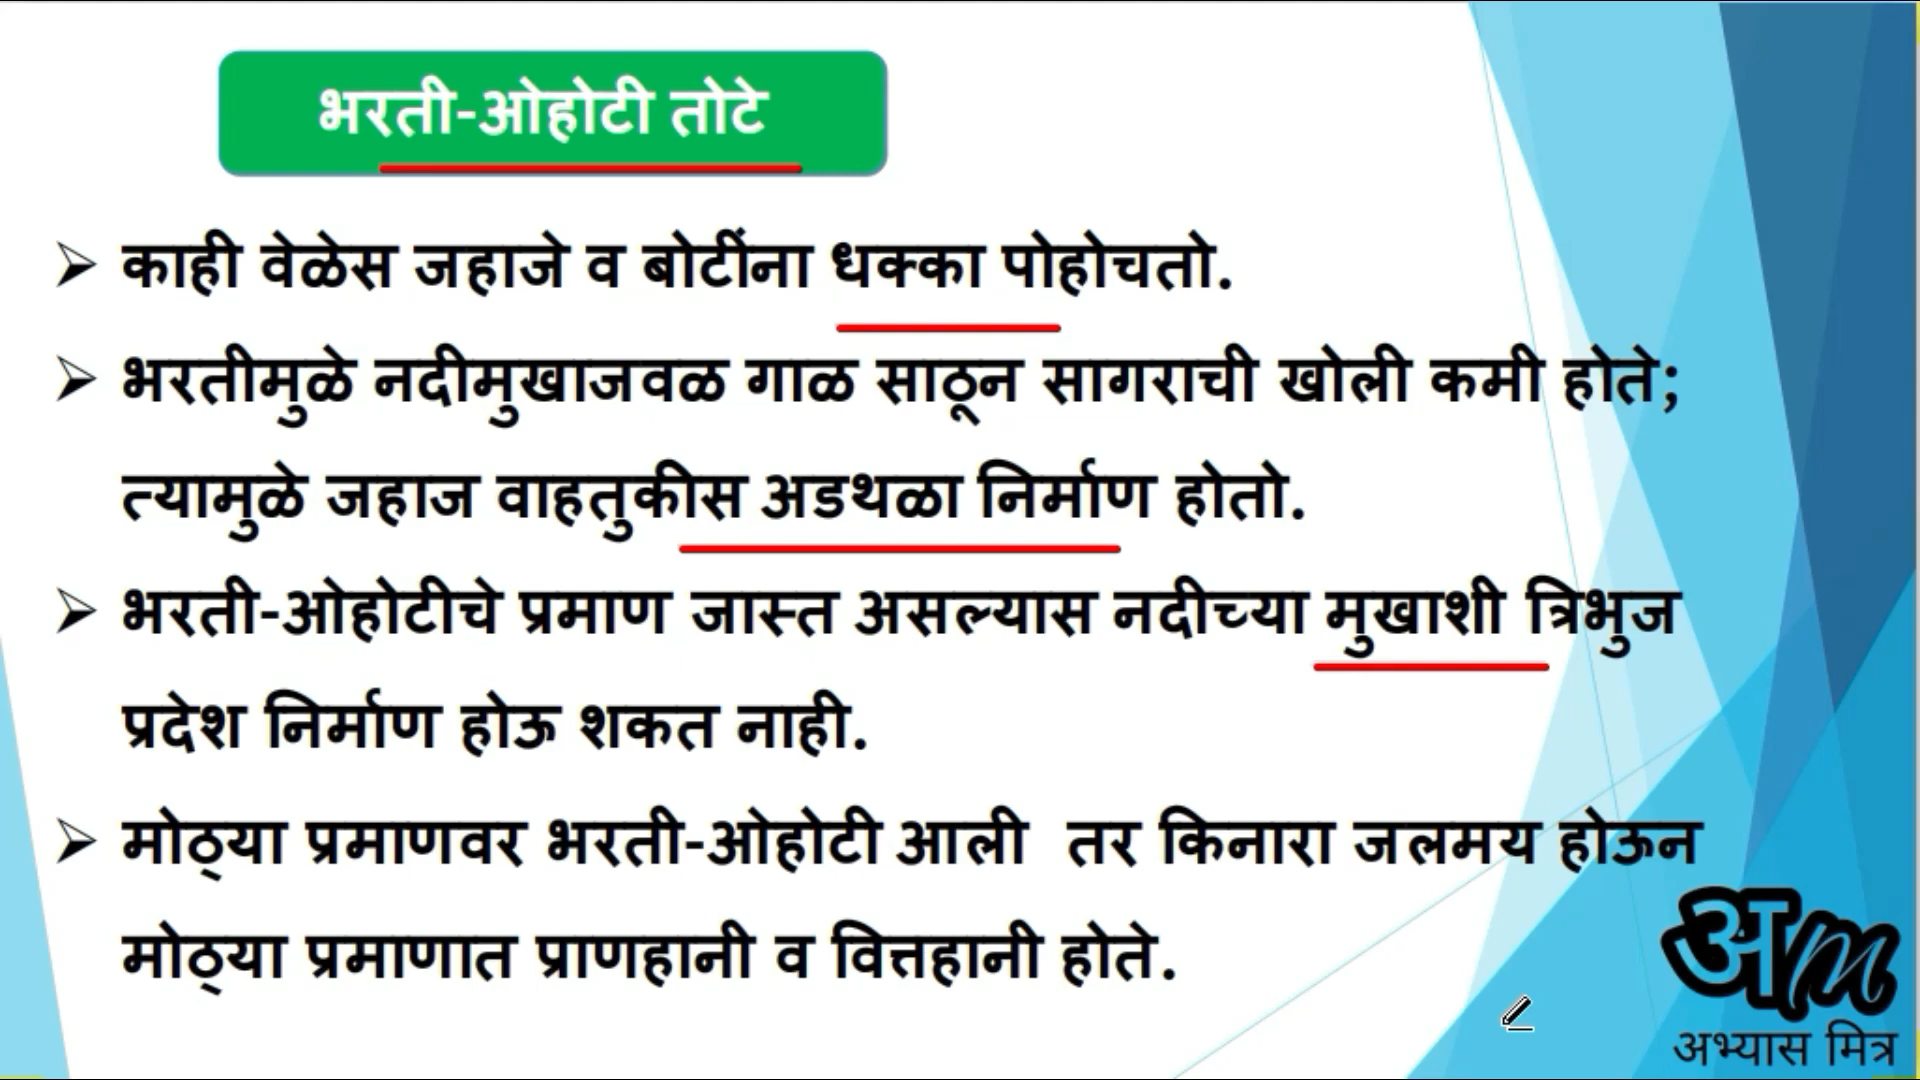 भरती-ओहोटी तोटे
काही वेळेस जहाजे व बोटींना धक्का पोहोचतो.
भरतीमुळे नदीमुखाजवळ गाळ साठून सागराची खोली कमी होते;
त्यामुळे जहाज वाहतुकीस अडथळा निर्माण होतो.
भरती-ओहोटीचे प्रमाण जास्त असल्यास नदीच्या मुखाशी त्रिभुज
प्रदेश निर्माण होऊ शकत नाही.
मोठ्या प्रमाणवर भरती-ओहोटी आली तर किनारा जलमय होऊन
मोठ्या प्रमाणात प्राणहानी व वित्तहानी होते.
अm
अभ्यास मित्र